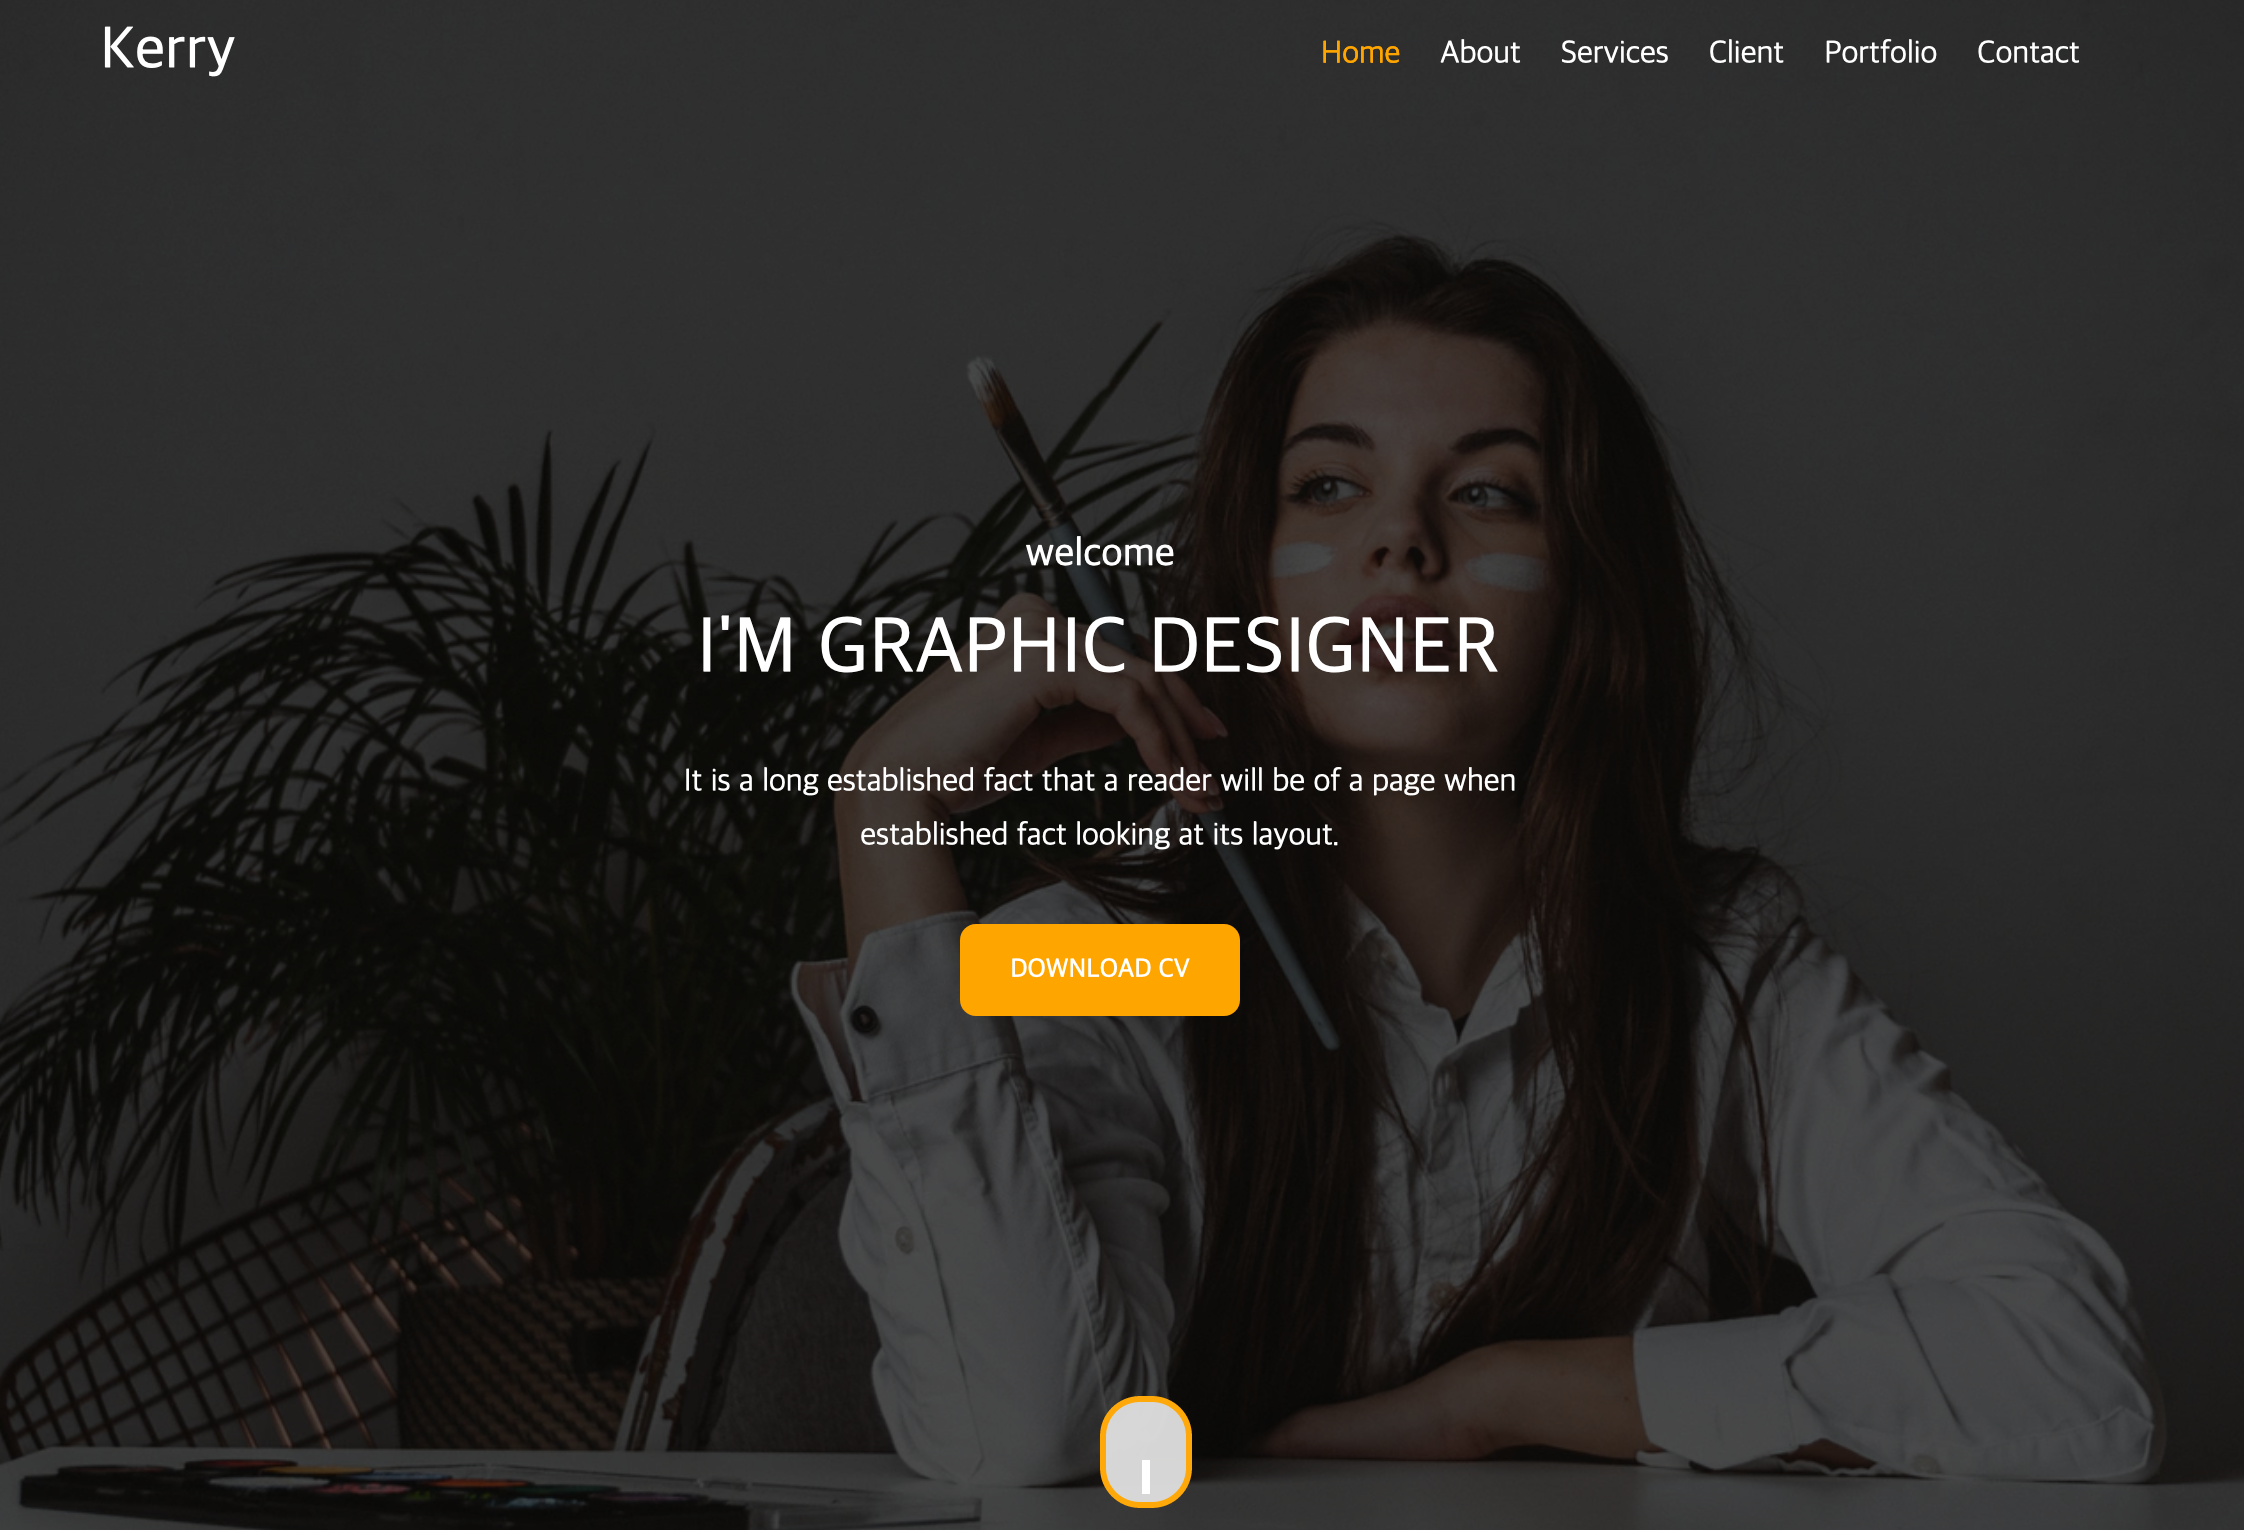 Kerry
Home About Services Client Portfolio Contact
welcome
I'M GRAPHIC DESIGNER
It is a long established fact that a reader will be of a page when
established fact looking at its layout.
DOWNLOAD CV